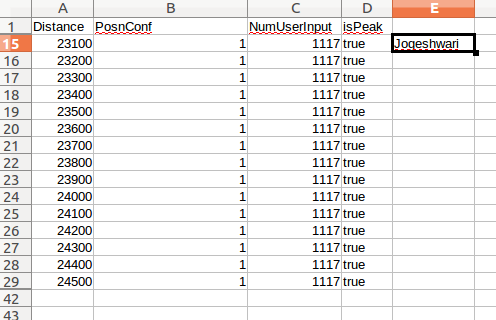 A B C D E
1 Distance PosnConf NumUserInput isPeak
15 23100 1 1117 true Jogeshwari
16 23200 1 1117 true
17 23300 1 1117 true
18 23400 1 1117 true
19 23500 1 1117 true
20 23600 1 1117 true
21 23700 1 1117 true
22 23800 1 1117 true
23 23900 1 1117 true
24 24000 1 1117 true
25 24100 1 1117 true
26 24200 1 1117 true
27 24300 1 1117 true
28 24400 1 1117 true
29 24500 1 1117 true
42
43